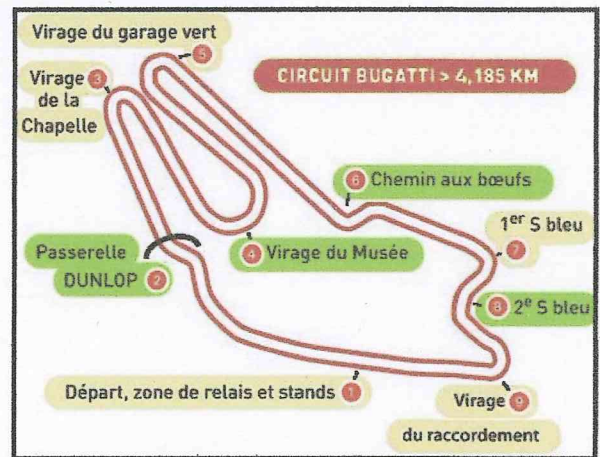 Virage du garage vert
5
CIRCUIT BUGATTI > 4,185 KM
Virage 3
de la
Chapelle
6 Chemin aux bœufs
1er S bleu
7
Passerelle
DUNLOP 2
4 Virage du Musée
8 2e S bleu
Départ, zone de relais et stands 1
Virage 9
du raccordement